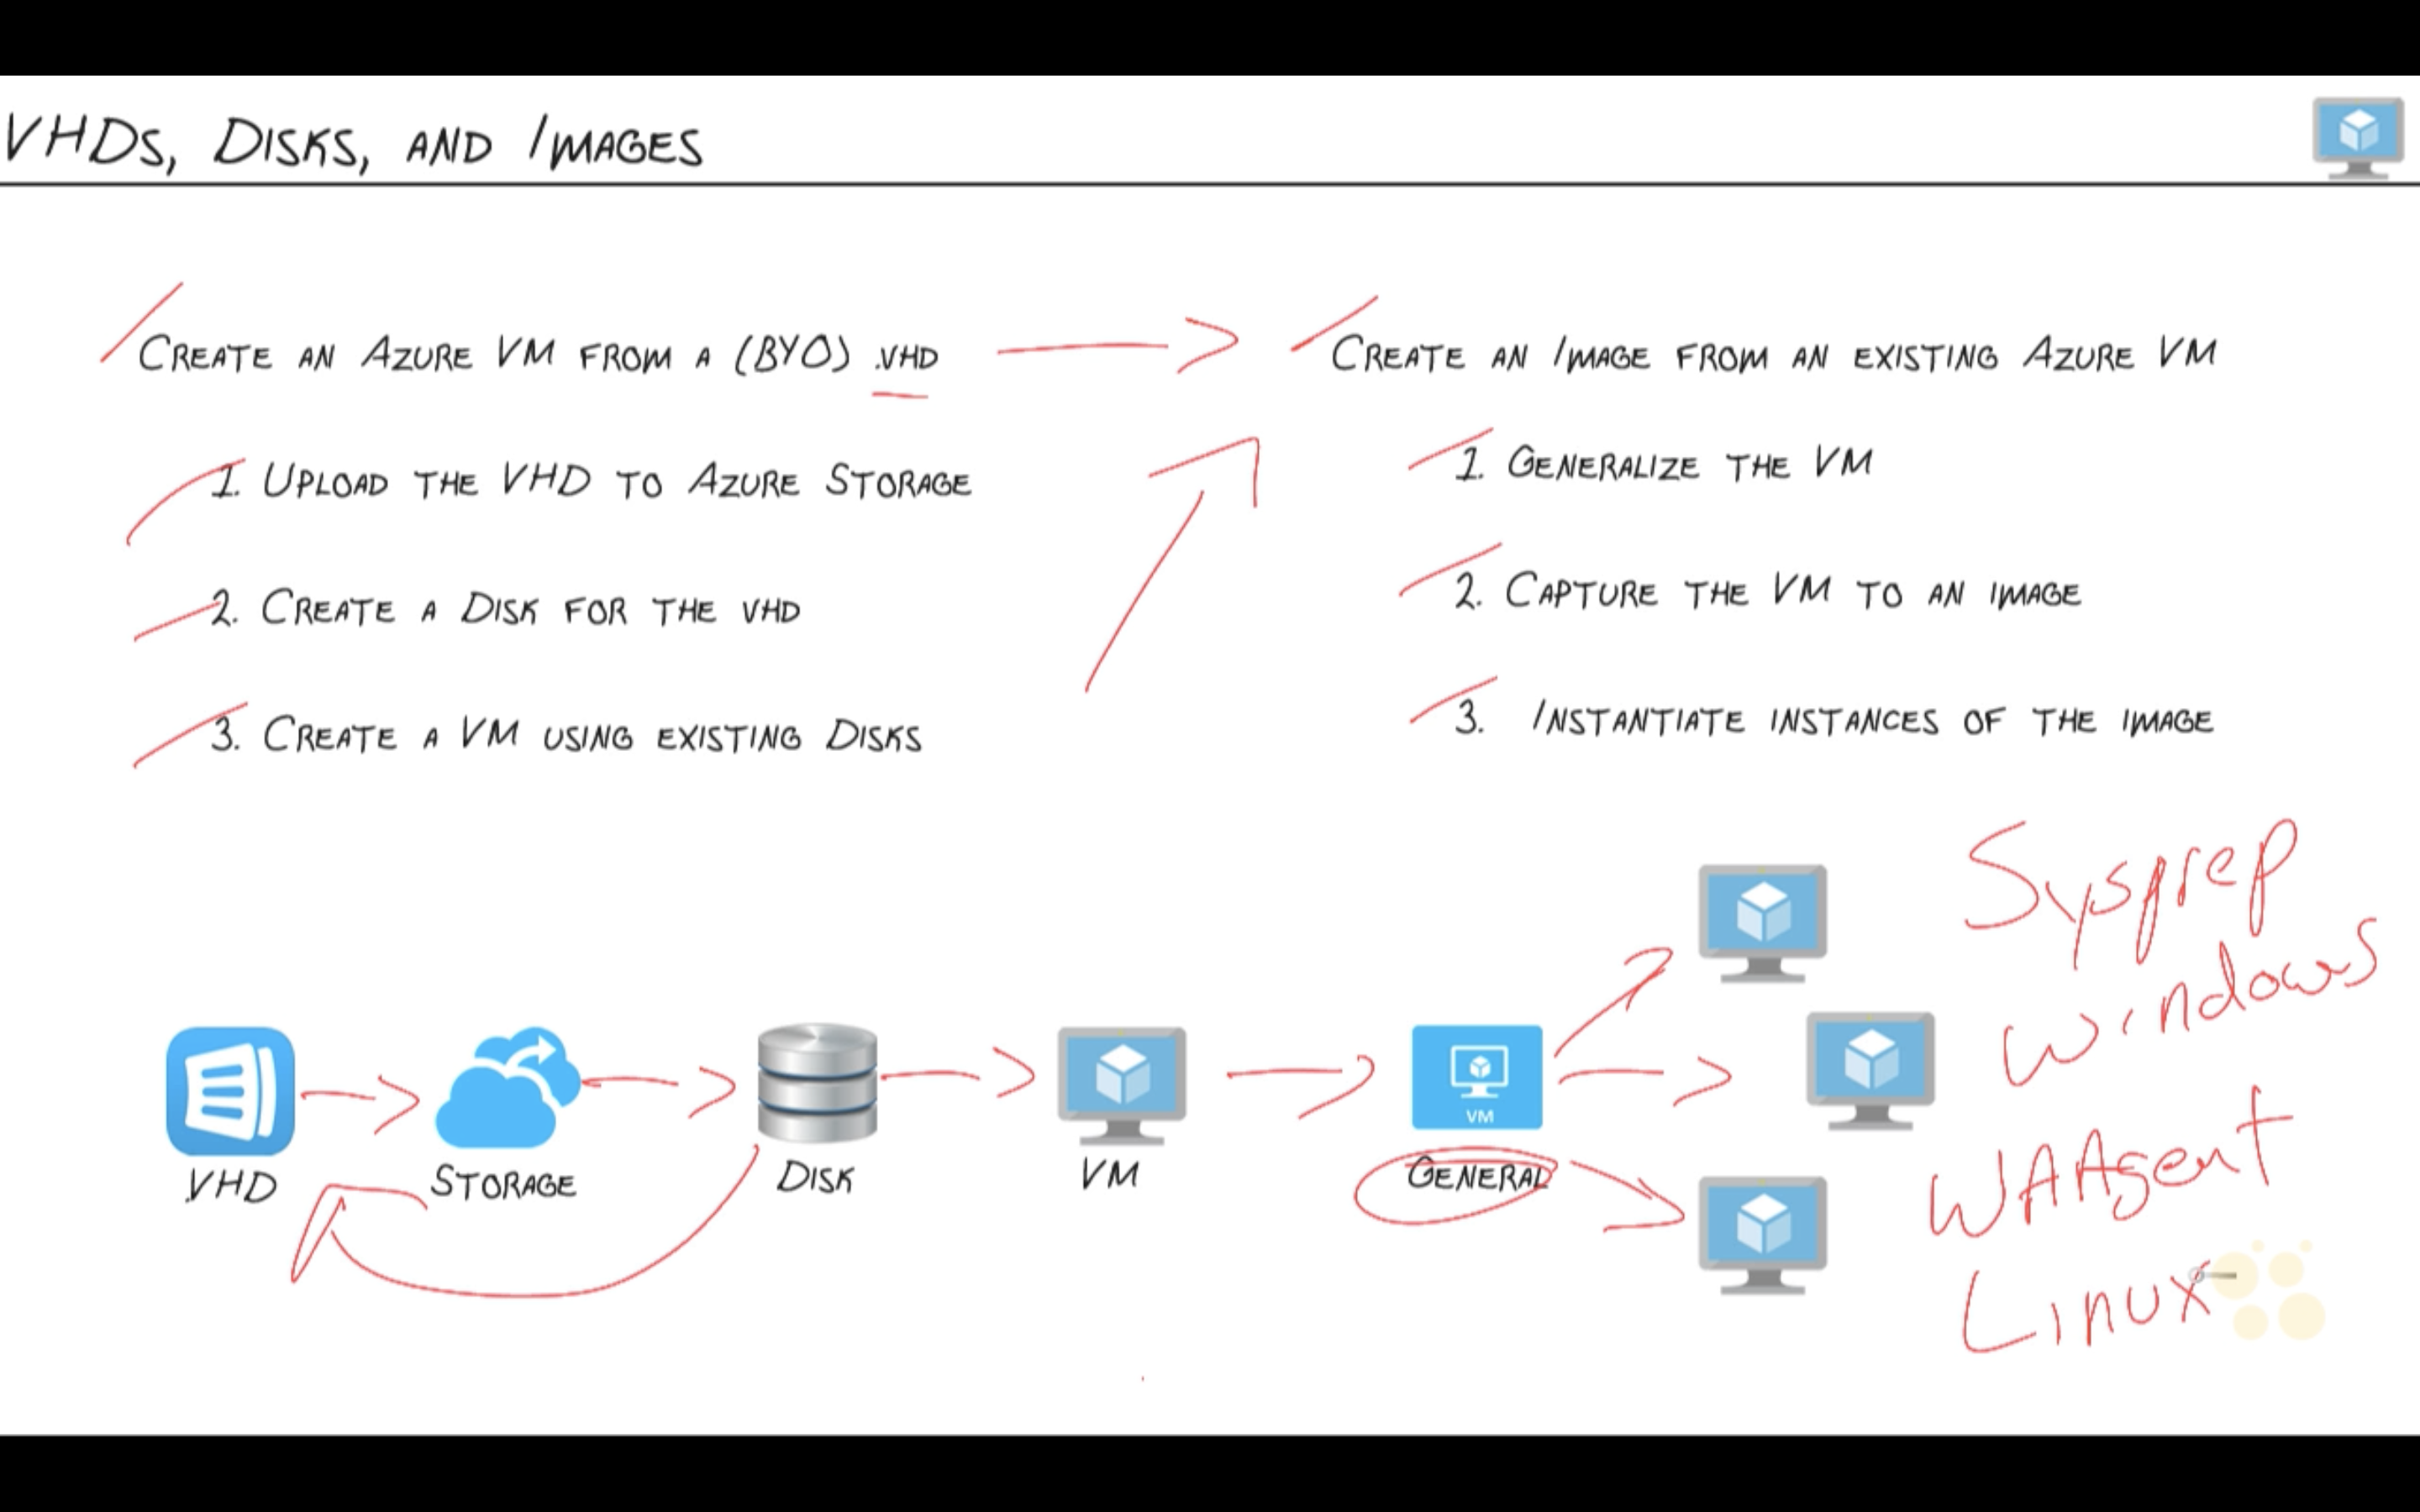 VHDs, Disks, and Images
Create an Azure VM from a (BYO) .vhd
1. Upload the VHD to Azure Storage
2. Create a Disk for the vhd
3. Create a VM using existing Disks
Create an Image from an existing Azure VM
1. Generalize the VM
2. Capture the VM to an image
3. Instantiate instances of the image
.VHD
Storage
Disk
VM
VM
General
Sysprep
Windows
WAAgent
Linux